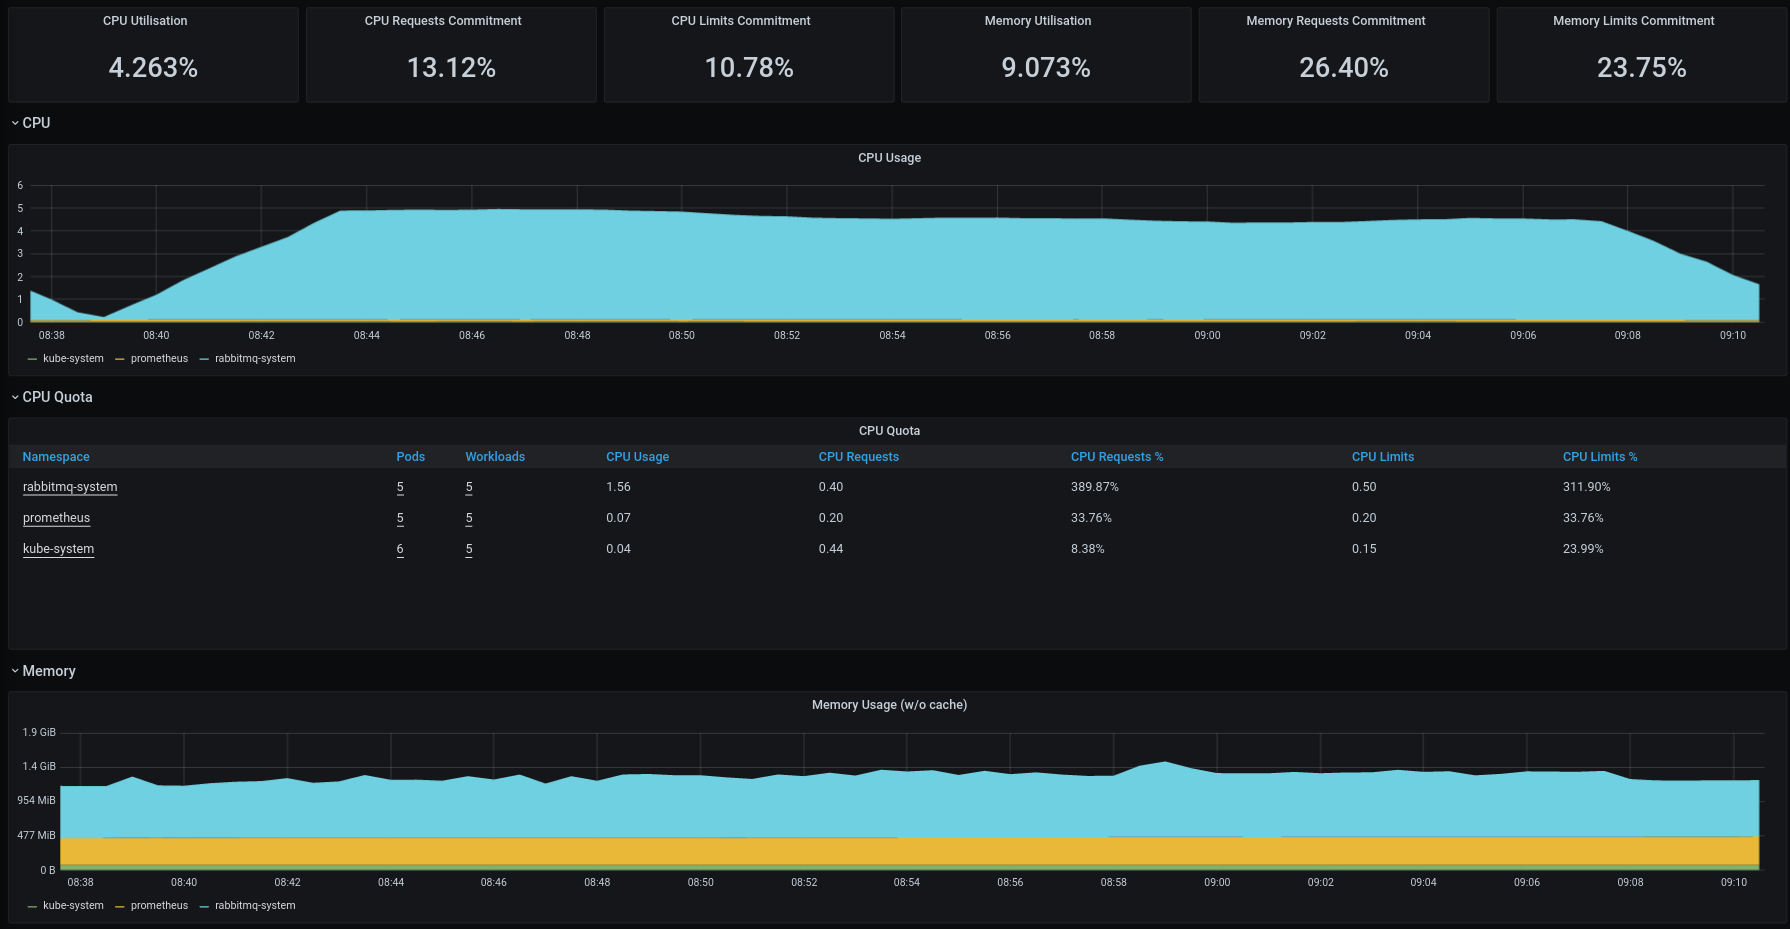 CPU Utilisation CPU Requests Commitment CPU Limits Commitment Memory Utilisation Memory Requests Commitment Memory Limits Commitment
4.263% 13.12% 10.78% 9.073% 26.40% 23.75%
CPU
CPU Usage
6
5
4
3
2
1
0
08:38 08:40 08:42 08:44 08:46 08:48 08:50 08:52 08:54 08:56 08:58 09:00 09:02 09:04 09:06 09:08 09:10
kube-system prometheus rabbitmq-system
CPU Quota
CPU Quota
Namespace Pods Workloads CPU Usage CPU Requests CPU Requests % CPU Limits CPU Limits %
rabbitmq-system 5 5 1.56 0.40 389.87% 0.50 311.90%
prometheus 5 5 0.07 0.20 33.76% 0.20 33.76%
kube-system 6 5 0.04 0.44 8.38% 0.15 23.99%
Memory
Memory Usage (w/o cache)
1.9 GiB
1.4 GiB
954 MiB
477 MiB
0 B
08:38 08:40 08:42 08:44 08:46 08:48 08:50 08:52 08:54 08:56 08:58 09:00 09:02 09:04 09:06 09:08 09:10
kube-system prometheus rabbitmq-system